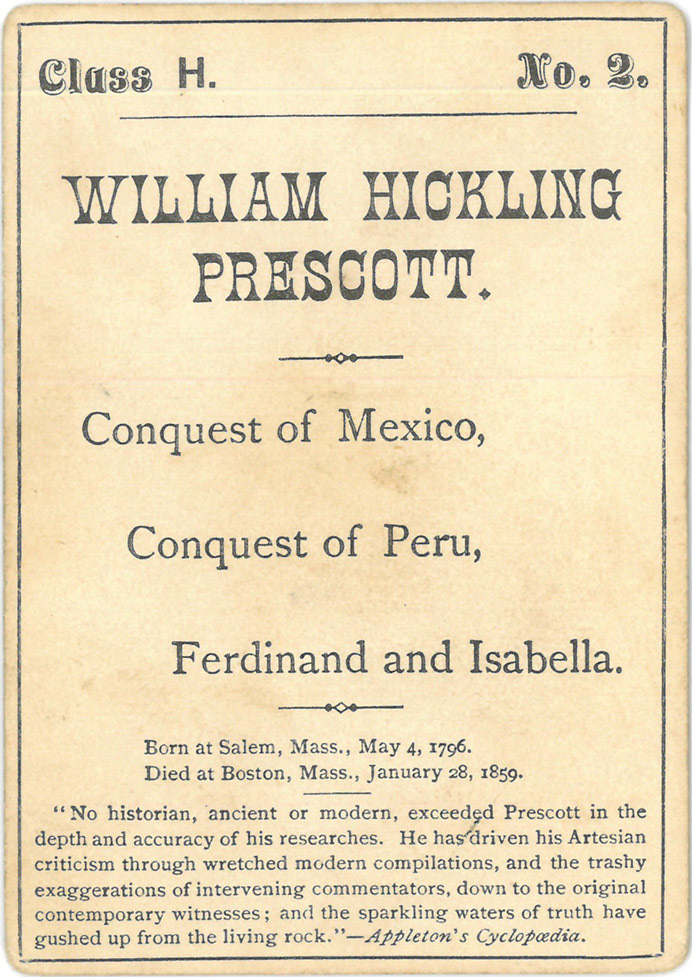 Class H. No. 2.
WILLIAM HICKLING
PRESCOTT.
Conquest of Mexico,
Conquest of Peru,
Ferdinand and Isabella.
Born at Salem, Mass., May 4, 1796.
Died at Boston, Mass., January 28, 1859.
“No historian, ancient or modern, exceeded Prescott in the
depth and accuracy of his researches. He has driven his Artesian
criticism through wretched modern compilations, and the trashy
exaggerations of intervening commentators, down to the original
contemporary witnesses; and the sparkling waters of truth have
gushed up from the living rock.”—Appleton's Cyclopædia.